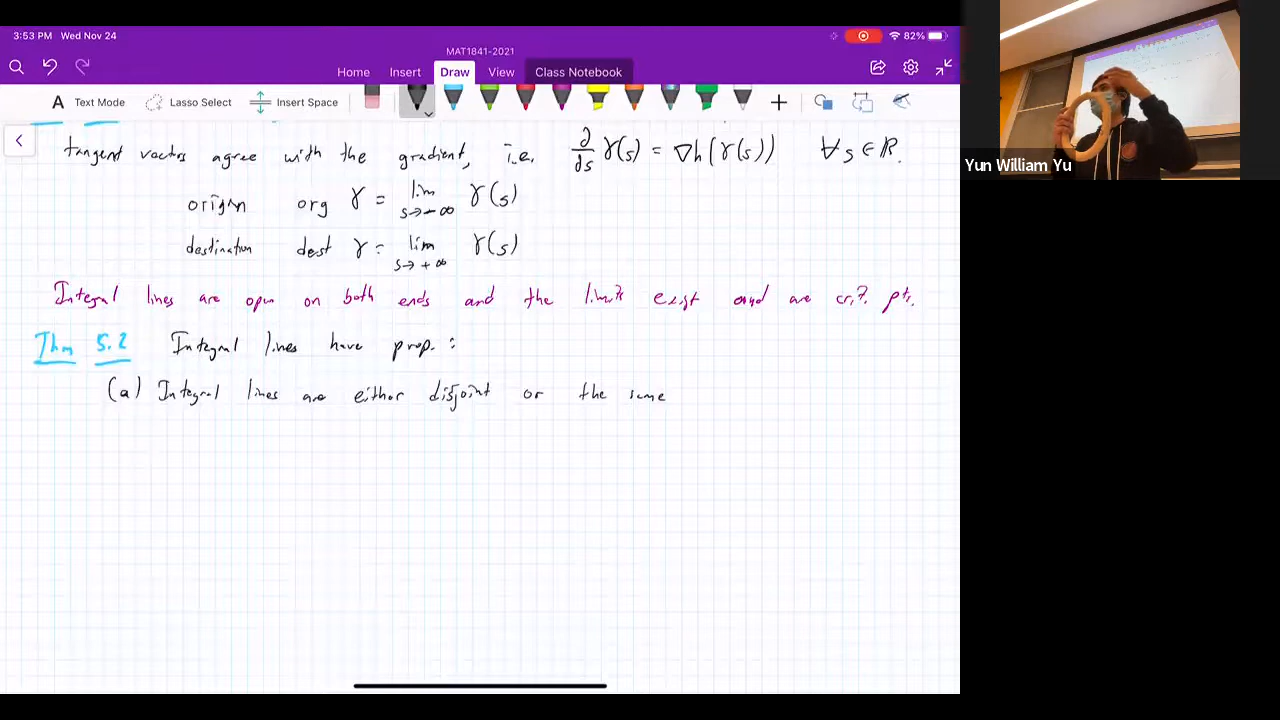 3:53 PM Wed Nov 24
82%
MAT1841-2021
Home Insert Draw View Class Notebook
A Text Mode Lasso Select Insert Space
tangent vectors agree with the gradient, i.e. ∂/∂s γ(s) = ∇h(γ(s)) ∀s ∈ ℝ.
origin org γ = lim s→-∞ γ(s)
destination dest γ = lim s→+∞ γ(s)
Integral lines are open on both ends and the limits exist and are crit. pts.
Thm 5.2 Integral lines have prop. :
(a) Integral lines are either disjoint or the same
Yun William Yu